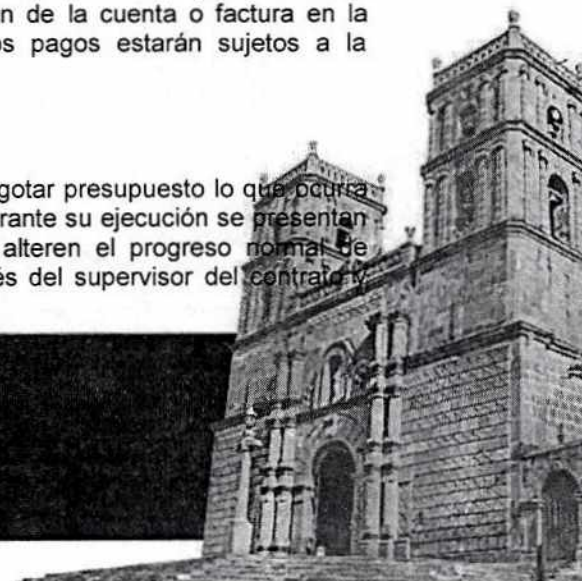 n de la cuenta o factura en la
os pagos estarán sujetos a la
gotar presupuesto lo que ocurra
rante su ejecución se presentan
alteren el progreso normal de
és del supervisor del contrato y